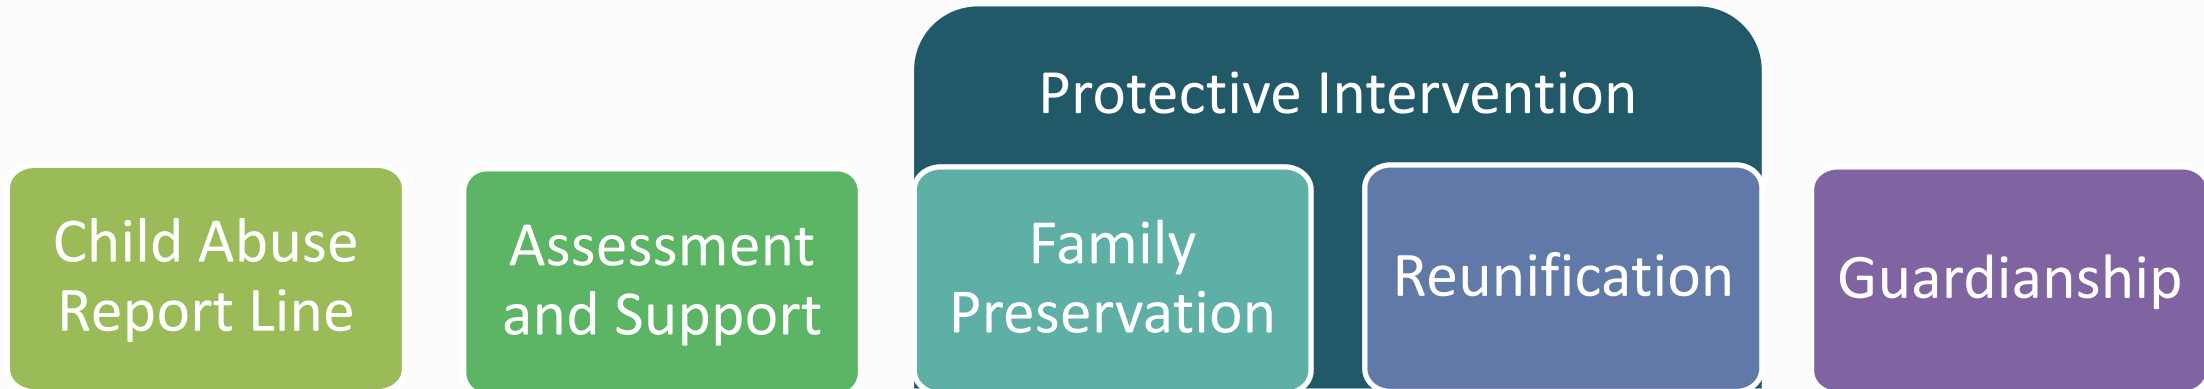 Protective Intervention
Child Abuse
Report Line
Assessment
and Support
Family
Preservation
Reunification
Guardianship